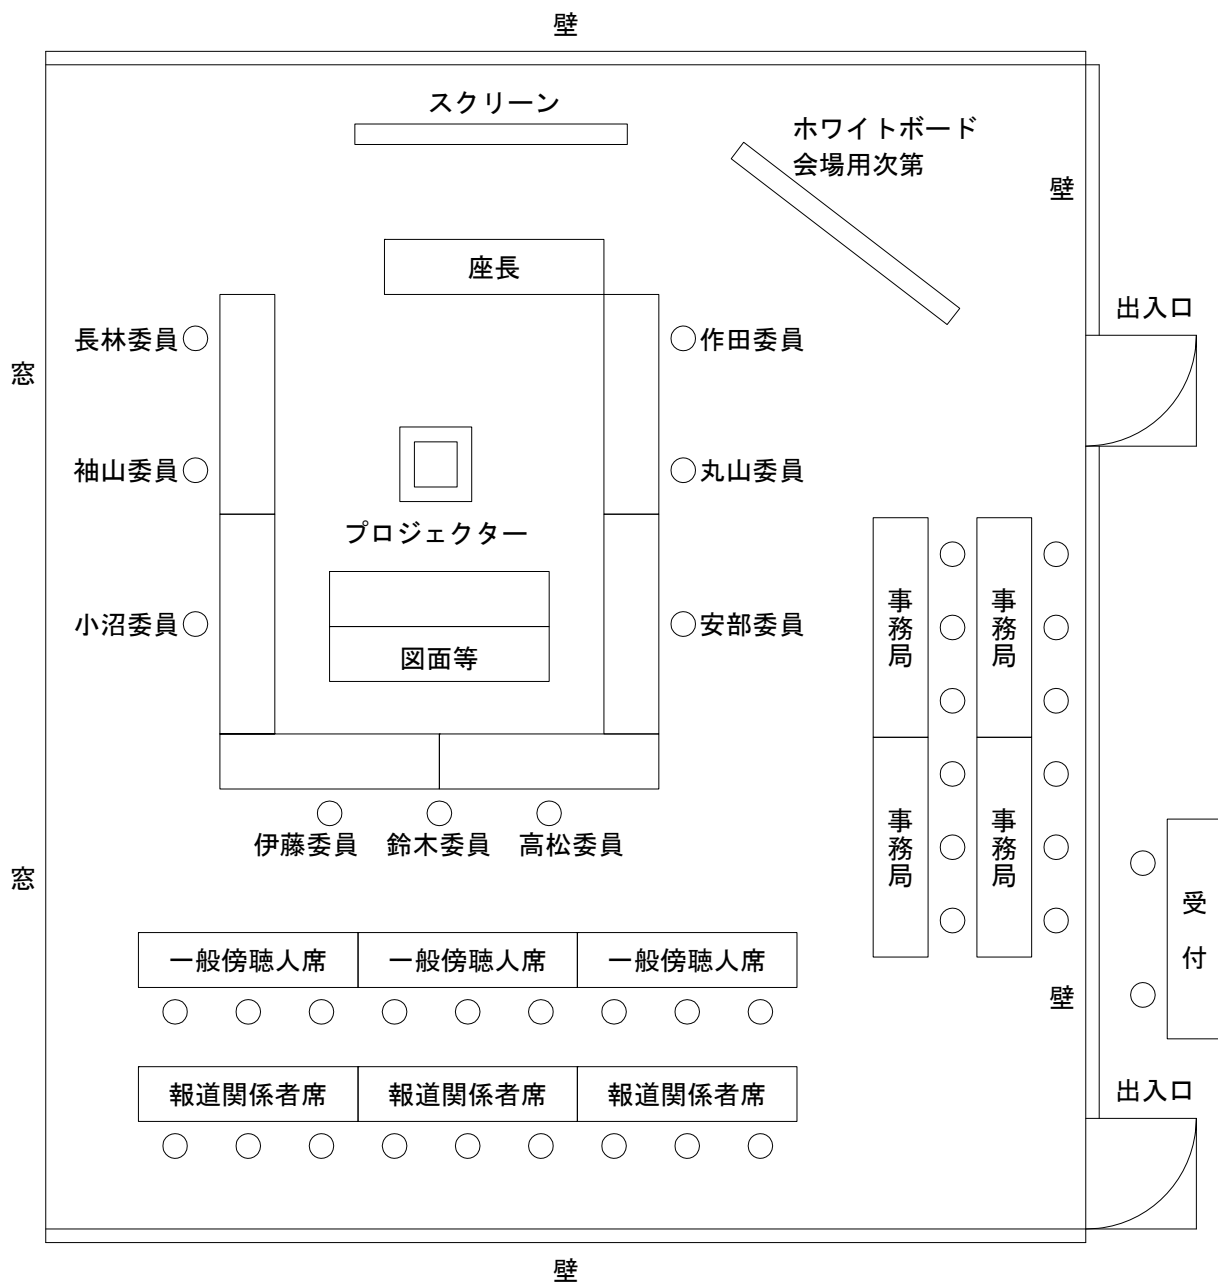 壁
スクリーン
ホワイトボード
会場用次第
壁
座長
出入口
長林委員
作田委員
窓
袖山委員
丸山委員
プロジェクター
事務局
事務局
小沼委員
安部委員
図面等
事務局
事務局
伊藤委員
鈴木委員
高松委員
窓
受付
一般傍聴人席
一般傍聴人席
一般傍聴人席
壁
報道関係者席
報道関係者席
報道関係者席
出入口
壁